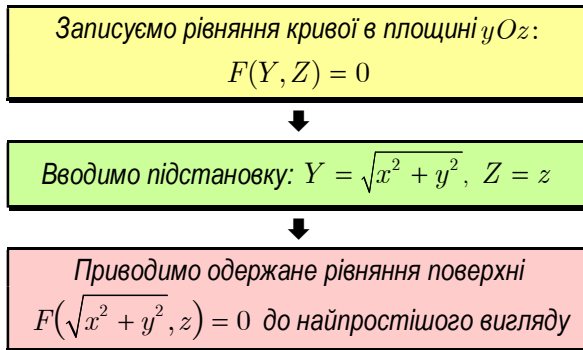 Записуємо рівняння кривої в площині yOz:
F(Y, Z) = 0
Вводимо підстановку: Y = √(x² + y²), Z = z
Приводимо одержане рівняння поверхні
F(√(x² + y²), z) = 0 до найпростішого вигляду